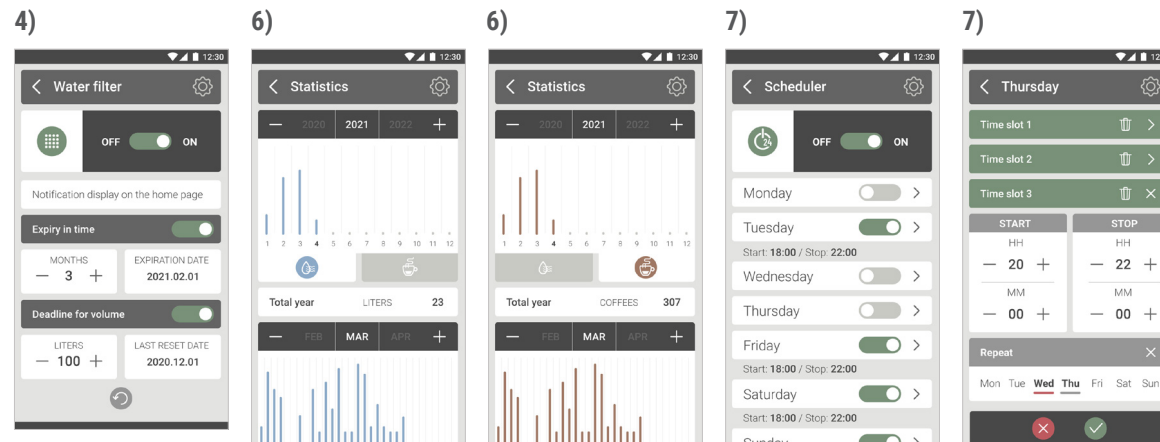 4)
12:30
Water filter
OFF ON
Notification display on the home page
Expiry in time
MONTHS EXPIRATION DATE
— 3 + 2021.02.01
Deadline for volume
LITERS LAST RESET DATE
— 100 + 2020.12.01
6)
12:30
Statistics
— 2020 2021 2022 +
1 2 3 4 5 6 7 8 9 10 11 12
Total year LITERS 23
— FEB MAR APR +
6)
12:30
Statistics
— 2020 2021 2022 +
1 2 3 4 5 6 7 8 9 10 11 12
Total year COFFEES 307
— FEB MAR APR +
7)
12:30
Scheduler
24
OFF ON
Monday
Tuesday
Start: 18:00 / Stop: 22:00
Wednesday
Thursday
Friday
Start: 18:00 / Stop: 22:00
Saturday
Start: 18:00 / Stop: 22:00
Sunday
7)
12
Thursday
Time slot 1
Time slot 2
Time slot 3
START STOP
HH HH
— 20 + — 22 +
MM MM
— 00 + — 00 +
Repeat
Mon Tue Wed Thu Fri Sat Sun